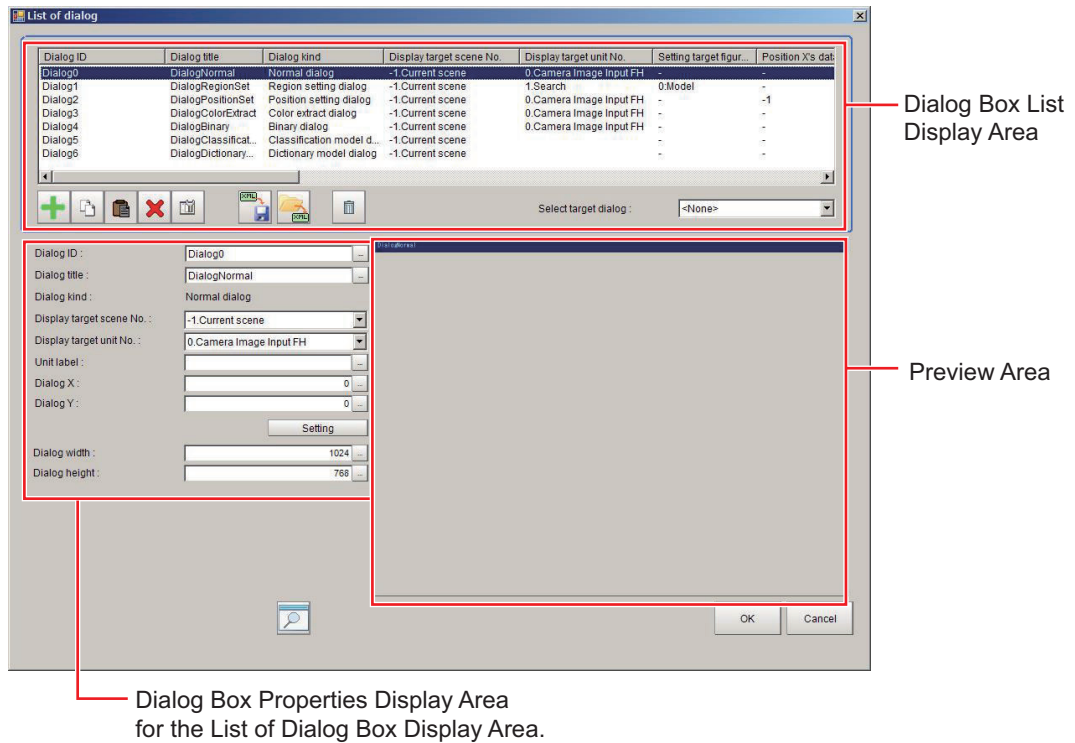 List of dialog
Dialog ID Dialog title Dialog kind Display target scene No. Display target unit No. Setting target figur... Position X's dat
Dialog0 DialogNormal Normal dialog -1.Current scene 0.Camera Image Input FH - -
Dialog1 DialogRegionSet Region setting dialog -1.Current scene 1.Search 0:Model -
Dialog2 DialogPositionSet Position setting dialog -1.Current scene 0.Camera Image Input FH - -1
Dialog3 DialogColorExtract Color extract dialog -1.Current scene 0.Camera Image Input FH - -
Dialog4 DialogBinary Binary dialog -1.Current scene 0.Camera Image Input FH - -
Dialog5 DialogClassificat... Classification model d... -1.Current scene - -
Dialog6 DialogDictionary... Dictionary model dialog -1.Current scene - -
Dialog Box List
Display Area
XML
XML
Select target dialog : <None>
Dialog ID : Dialog0 ...
DialogNormal
Dialog title : DialogNormal ...
Dialog kind : Normal dialog
Display target scene No. : -1.Current scene
Display target unit No. : 0.Camera Image Input FH
Unit label : ...
Dialog X : 0 ...
Dialog Y : 0 ...
Setting
Dialog width : 1024 ...
Dialog height : 768 ...
Preview Area
OK Cancel
Dialog Box Properties Display Area
for the List of Dialog Box Display Area.